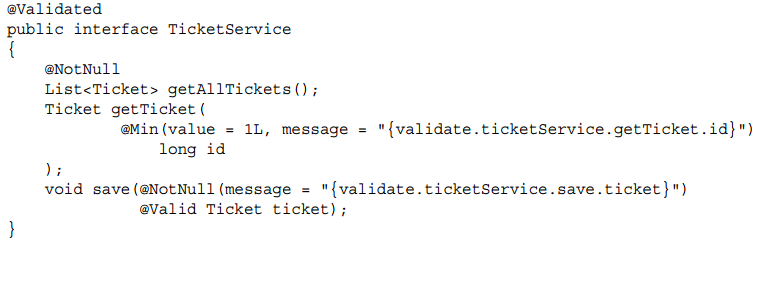 @Validated
public interface TicketService
{
    @NotNull
    List<Ticket> getAllTickets();
    Ticket getTicket(
            @Min(value = 1L, message = "{validate.ticketService.getTicket.id}")
                long id
    );
    void save(@NotNull(message = "{validate.ticketService.save.ticket}")
              @Valid Ticket ticket);
}